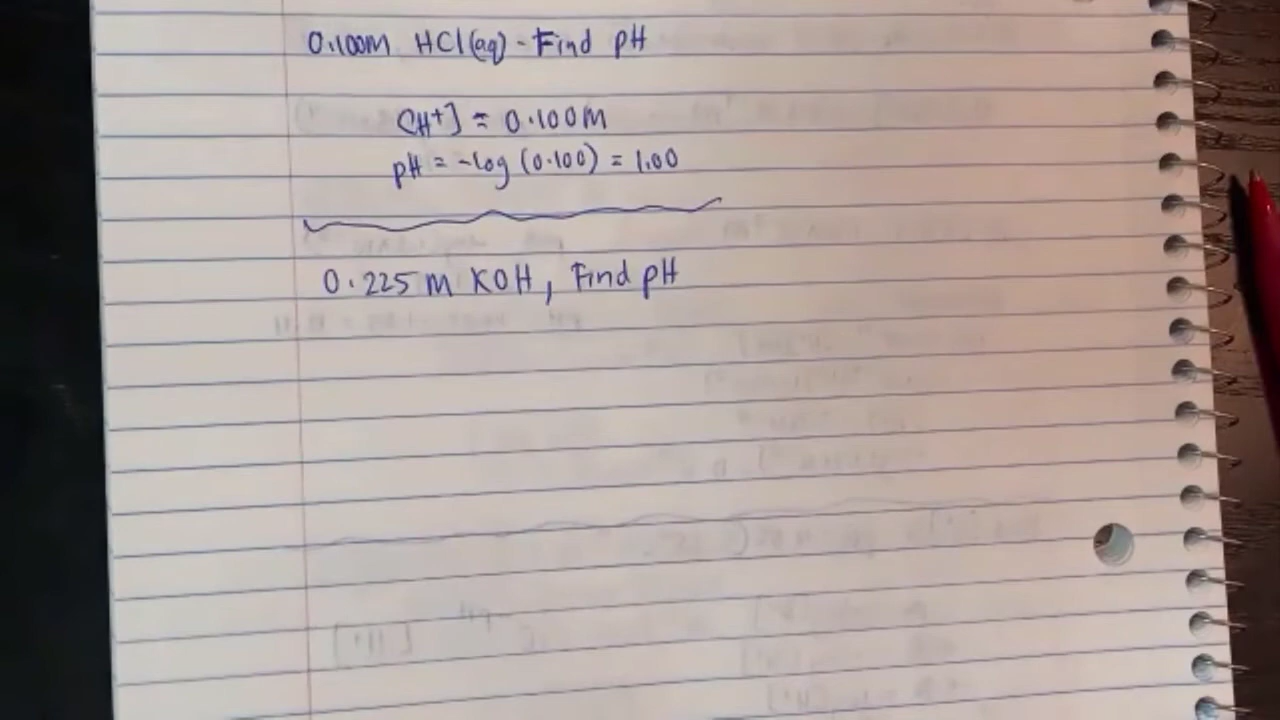 0.100M HCl(aq) - Find pH
[H+] = 0.100M
pH = -log (0.100) = 1.00
0.225 M KOH, Find pH